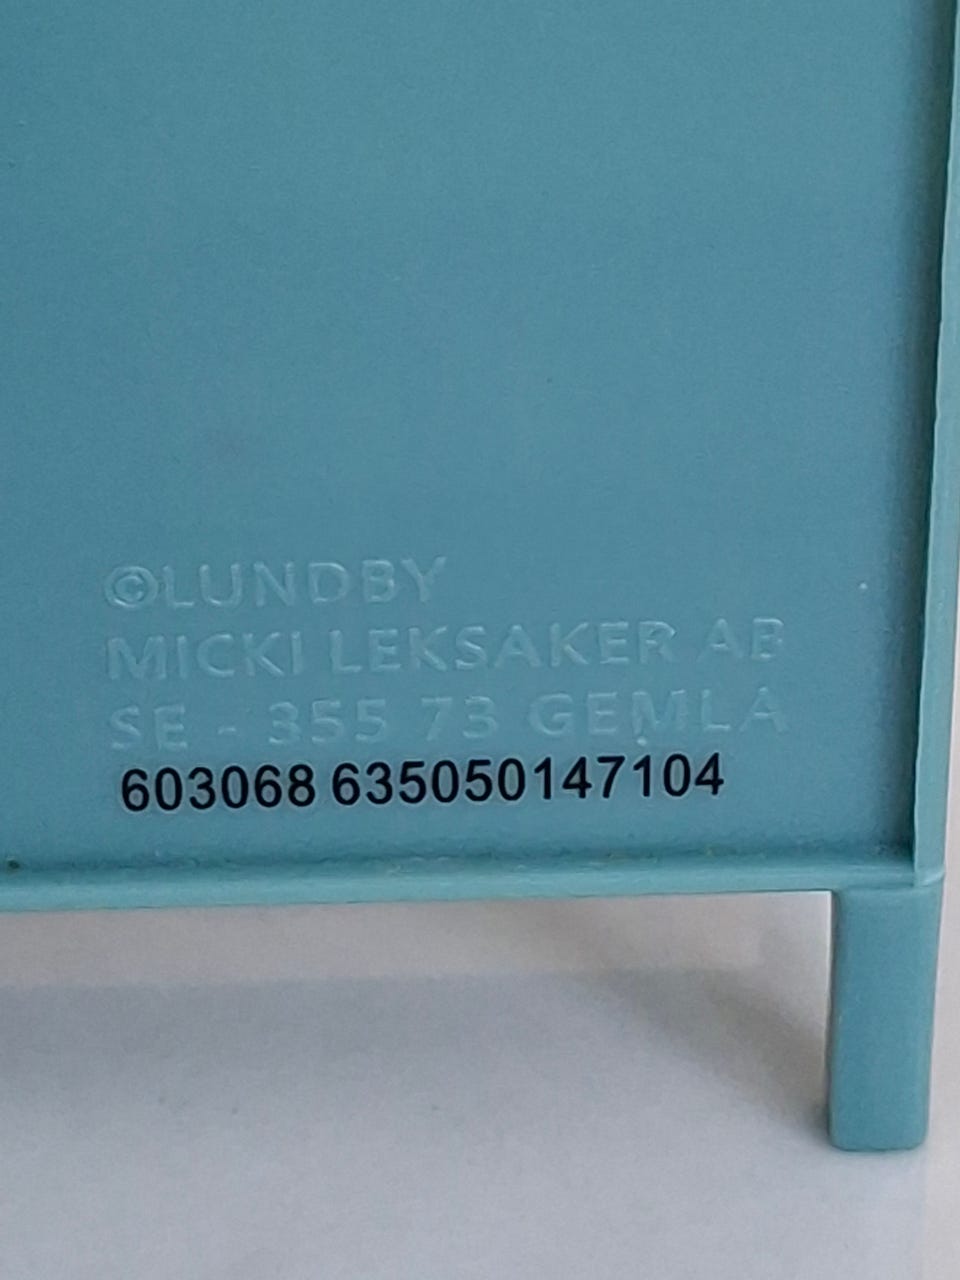 ©LUNDBY
MICKI LEKSAKER AB
SE - 355 73 GEMLA
603068 635050147104